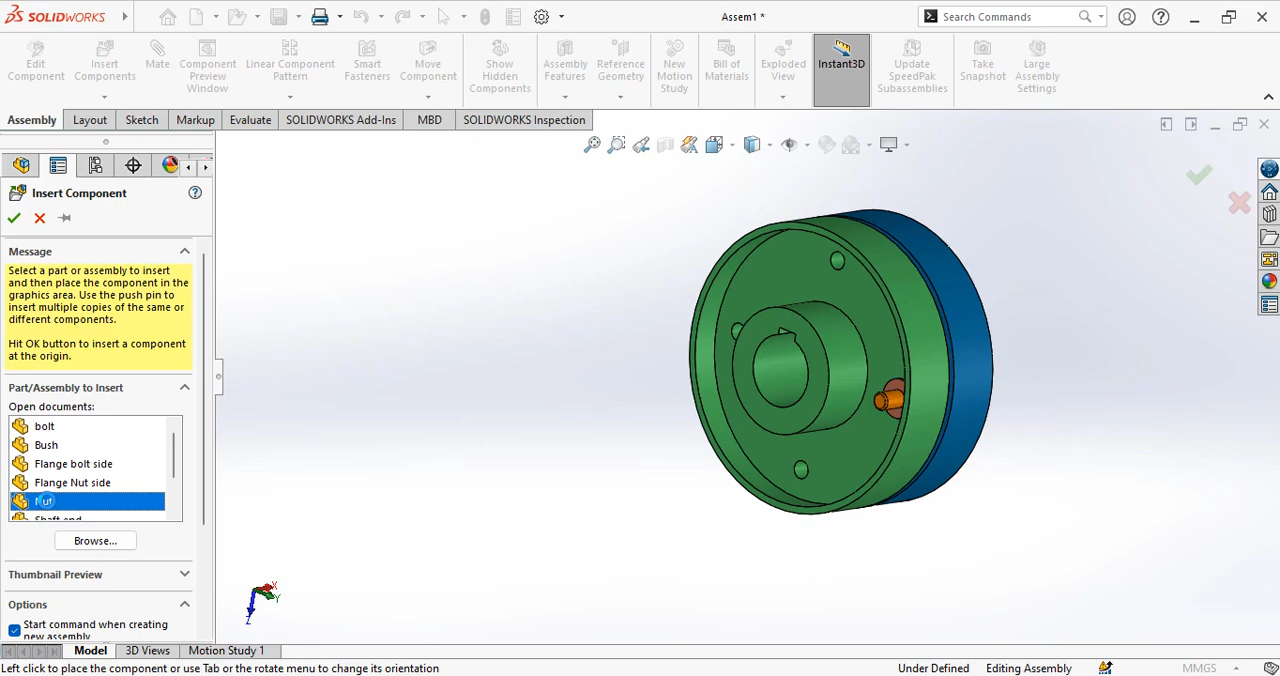 SOLIDWORKS
Assem1 *
Search Commands
Edit Component
Insert Components
Mate
Component Preview Window
Linear Component Pattern
Smart Fasteners
Move Component
Show Hidden Components
Assembly Features
Reference Geometry
New Motion Study
Bill of Materials
Exploded View
Instant3D
Update SpeedPak Subassemblies
Take Snapshot
Large Assembly Settings
Assembly Layout Sketch Markup Evaluate SOLIDWORKS Add-Ins MBD SOLIDWORKS Inspection
Insert Component
Message
Select a part or assembly to insert
and then place the component in the
graphics area. Use the push pin to
insert multiple copies of the same or
different components.
Hit OK button to insert a component
at the origin.
Part/Assembly to Insert
Open documents:
bolt
Bush
Flange bolt side
Flange Nut side
Nut
Shaft end
Browse...
Thumbnail Preview
Options
Start command when creating
new assembly
X
Y
Z
Model 3D Views Motion Study 1
Left click to place the component or use Tab or the rotate menu to change its orientation
Under Defined
Editing Assembly
MMGS